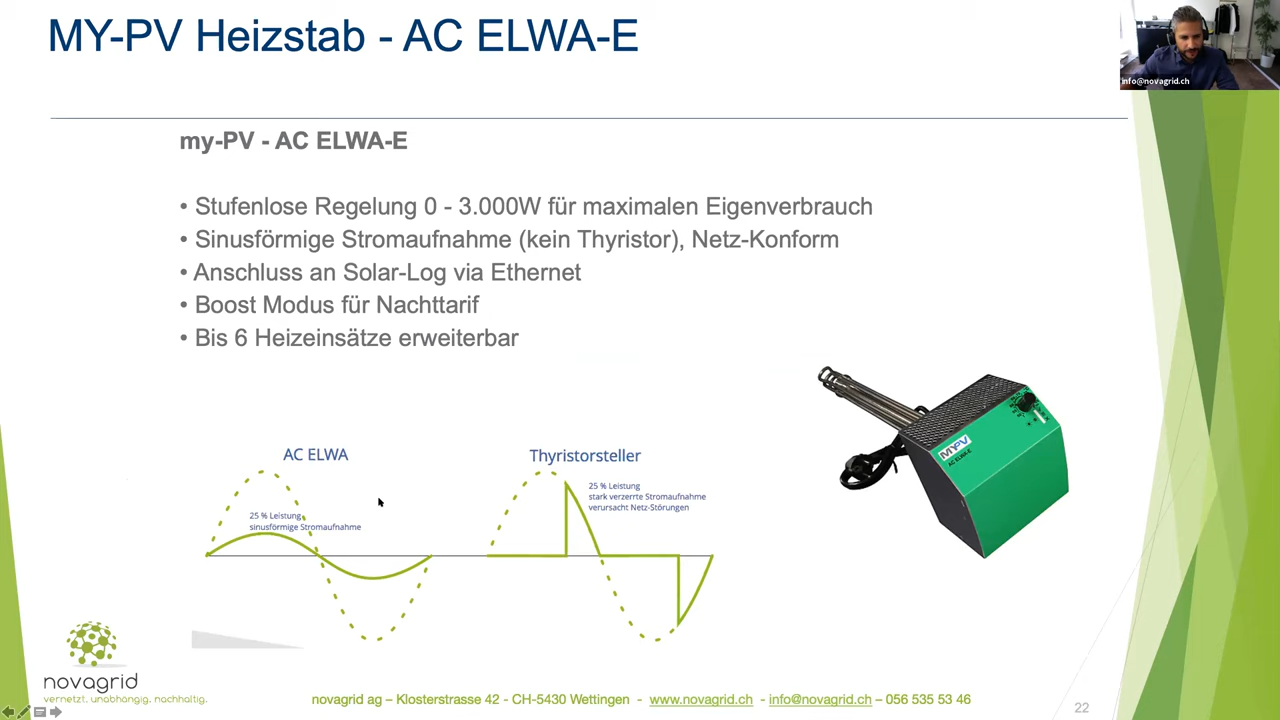 MY-PV Heizstab - AC ELWA-E
info@novagrid.ch
my-PV - AC ELWA-E
• Stufenlose Regelung 0 - 3.000W für maximalen Eigenverbrauch
• Sinusförmige Stromaufnahme (kein Thyristor), Netz-Konform
• Anschluss an Solar-Log via Ethernet
• Boost Modus für Nachttarif
• Bis 6 Heizeinsätze erweiterbar
AC ELWA
25 % Leistung
sinusförmige Stromaufnahme
Thyristorsteller
25 % Leistung
stark verzerrte Stromaufnahme
verursacht Netz-Störungen
MYPV
AC ELWA-E
novagrid
vernetzt, unabhängig, nachhaltig.
novagrid ag – Klosterstrasse 42 - CH-5430 Wettingen - www.novagrid.ch - info@novagrid.ch – 056 535 53 46
22